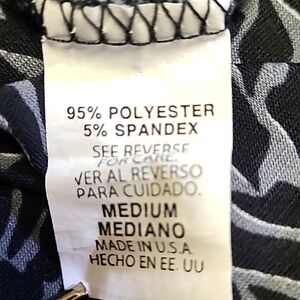 95% POLYESTER
5% SPANDEX
SEE REVERSE
FOR CARE.
VER AL REVERSO
PARA CUIDADO.
MEDIUM
MEDIANO
MADE IN U.S.A.
HECHO EN EE. UU